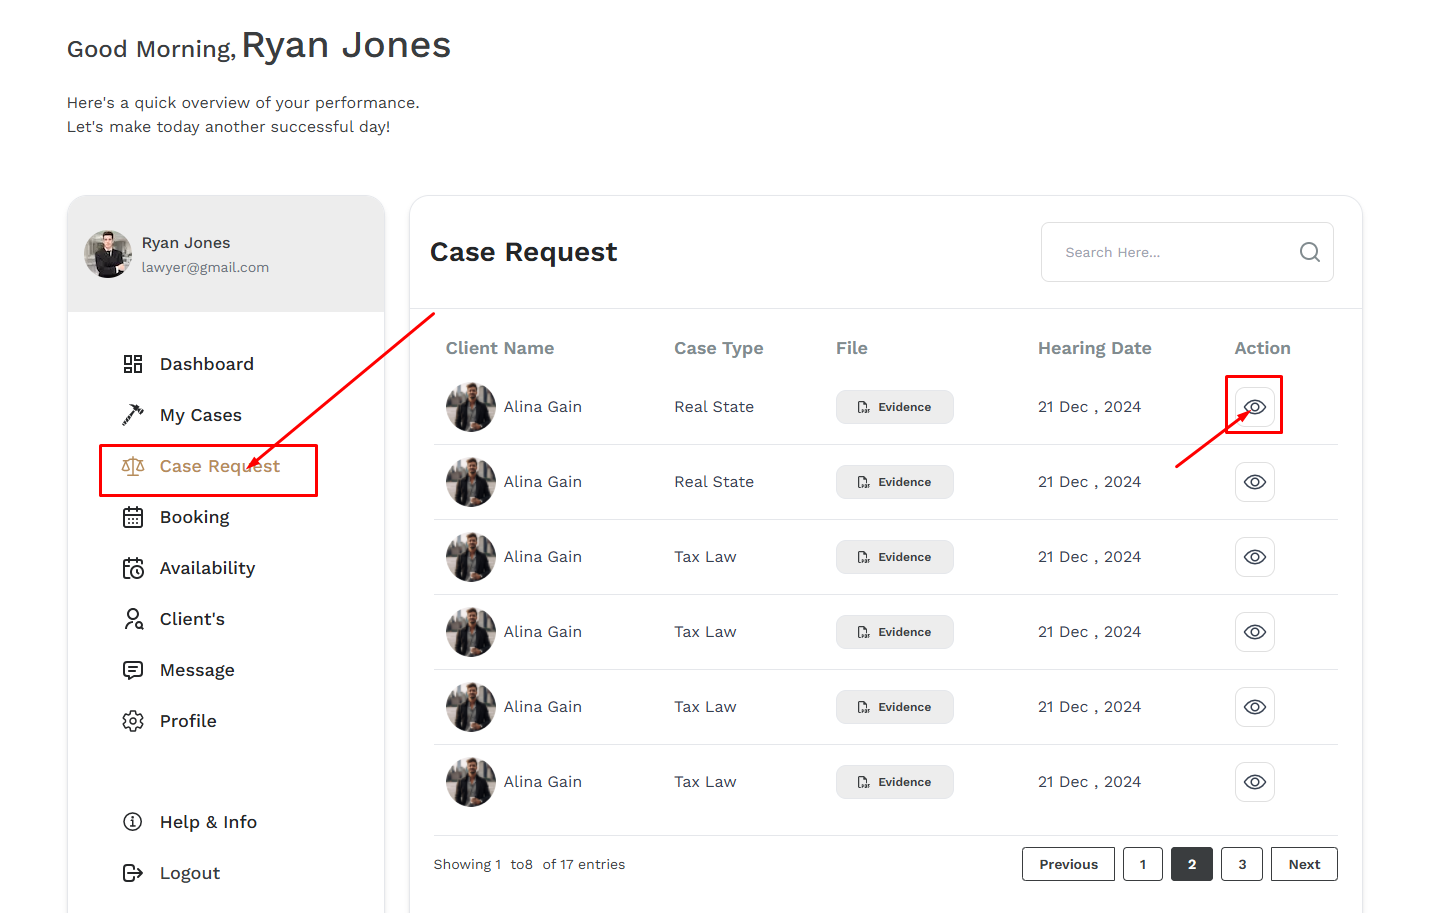 Good Morning, Ryan Jones
Here's a quick overview of your performance.
Let's make today another successful day!
Ryan Jones
lawyer@gmail.com
Dashboard
My Cases
Case Request
Booking
Availability
Client's
Message
Profile
Help & Info
Logout
Case Request
Search Here...
Client Name Case Type File Hearing Date Action
Alina Gain Real State Evidence 21 Dec , 2024
Alina Gain Real State Evidence 21 Dec , 2024
Alina Gain Tax Law Evidence 21 Dec , 2024
Alina Gain Tax Law Evidence 21 Dec , 2024
Alina Gain Tax Law Evidence 21 Dec , 2024
Alina Gain Tax Law Evidence 21 Dec , 2024
Showing 1 to8 of 17 entries
Previous 1 2 3 Next